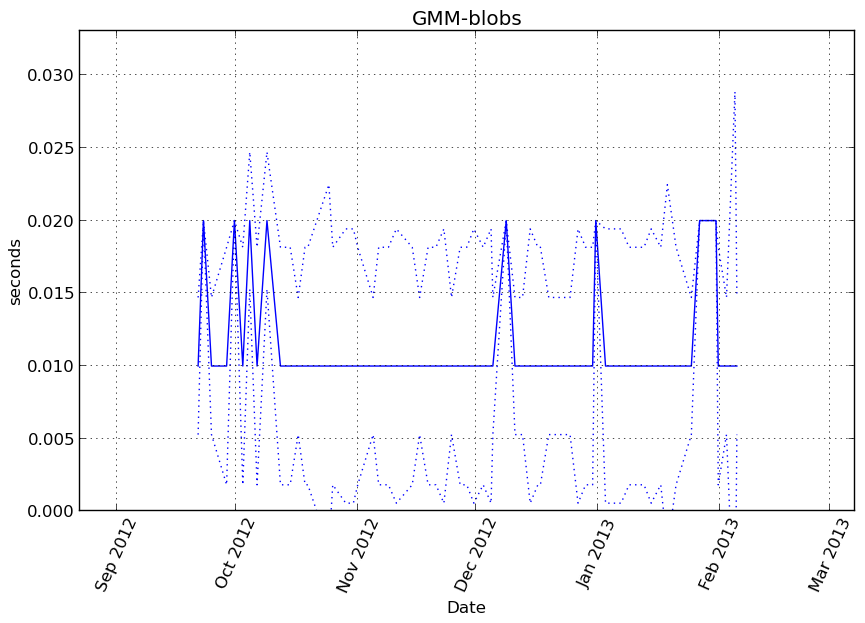 GMM-blobs
0.030
0.025
0.020
0.015
0.010
0.005
0.000
seconds
Sep 2012
Oct 2012
Nov 2012
Dec 2012
Jan 2013
Feb 2013
Mar 2013
Date